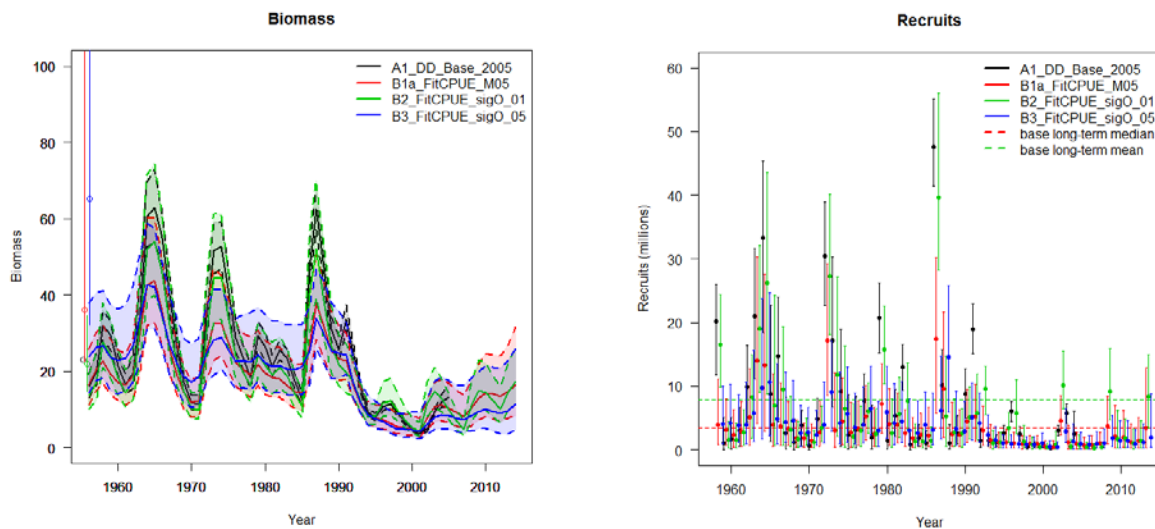 Biomass
100
80
60
40
20
0
Biomass
A1_DD_Base_2005
B1a_FitCPUE_M05
B2_FitCPUE_sigO_01
B3_FitCPUE_sigO_05
1960 1970 1980 1990 2000 2010
Year
Recruits
60
50
40
30
20
10
0
Recruits (millions)
A1_DD_Base_2005
B1a_FitCPUE_M05
B2_FitCPUE_sigO_01
B3_FitCPUE_sigO_05
base long-term median
base long-term mean
1960 1970 1980 1990 2000 2010
Year